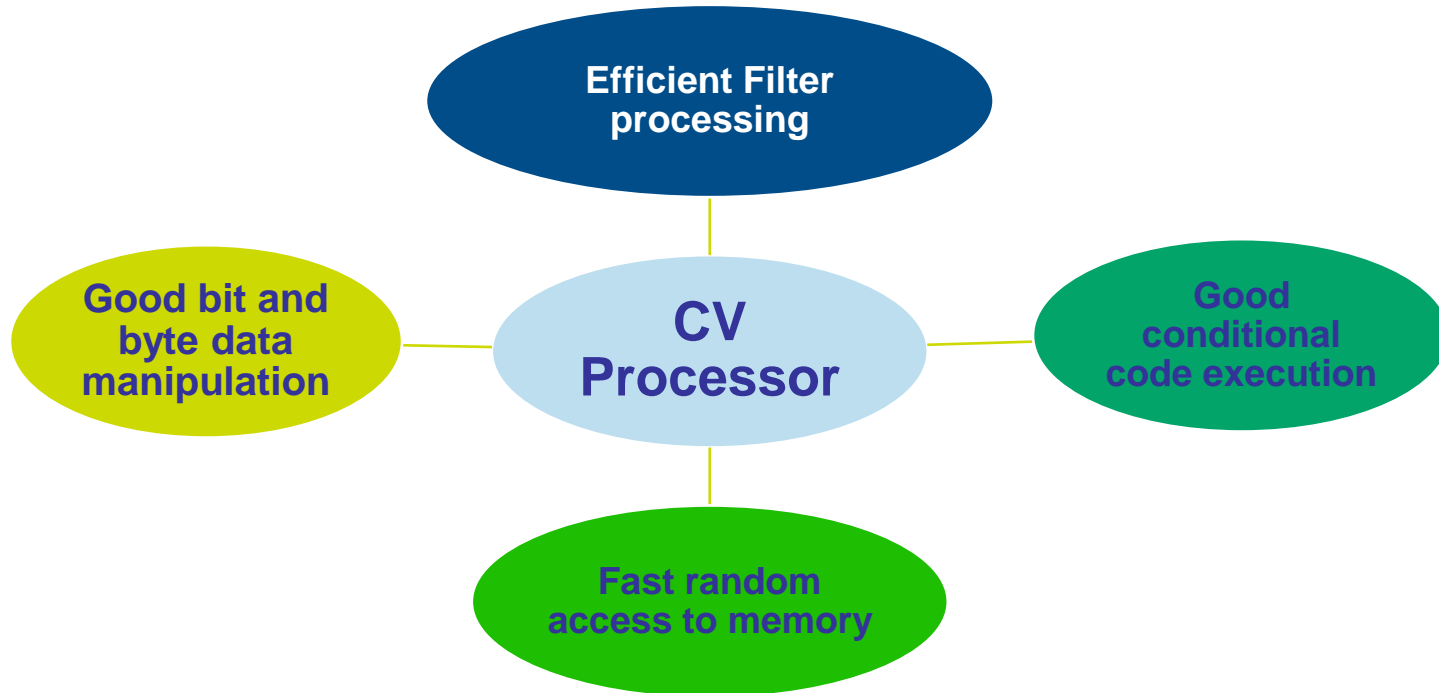 Efficient Filter
processing
Good bit and
byte data
manipulation
CV
Processor
Good
conditional
code execution
Fast random
access to memory